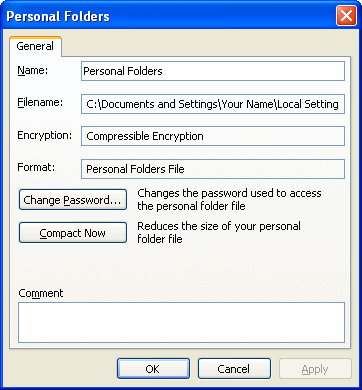 Personal Folders
General
Name: Personal Folders
Filename: C:\Documents and Settings\Your Name\Local Setting
Encryption: Compressible Encryption
Format: Personal Folders File
Change Password... Changes the password used to access
the personal folder file
Compact Now Reduces the size of your personal
folder file
Comment
OK Cancel Apply